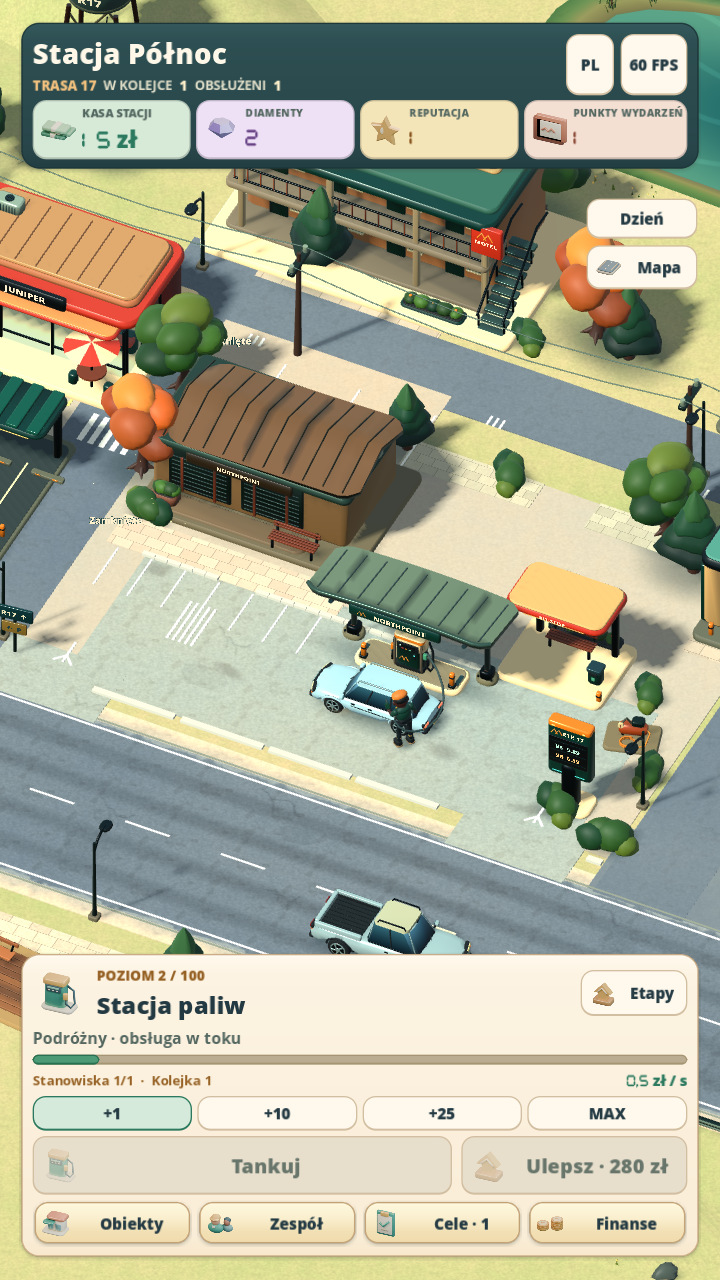 R17
Stacja Północ
PL
60 FPS
TRASA 17 W KOLEJCE 1 OBSŁUŻENI 1
KASA STACJI
15 zł
DIAMENTY
2
REPUTACJA
1
PUNKTY WYDARZEŃ
1
Dzień
Mapa
MOTEL
JUNIPER
NORTHPOINT
NORTHPOINT
R17 ↑
RTE 17
POZIOM 2 / 100
Stacja paliw
Etapy
Podróżny · obsługa w toku
Stanowiska 1/1 · Kolejka 1
0,5 zł / s
+1
+10
+25
MAX
Tankuj
Ulepsz · 280 zł
Obiekty
Zespół
Cele · 1
Finanse